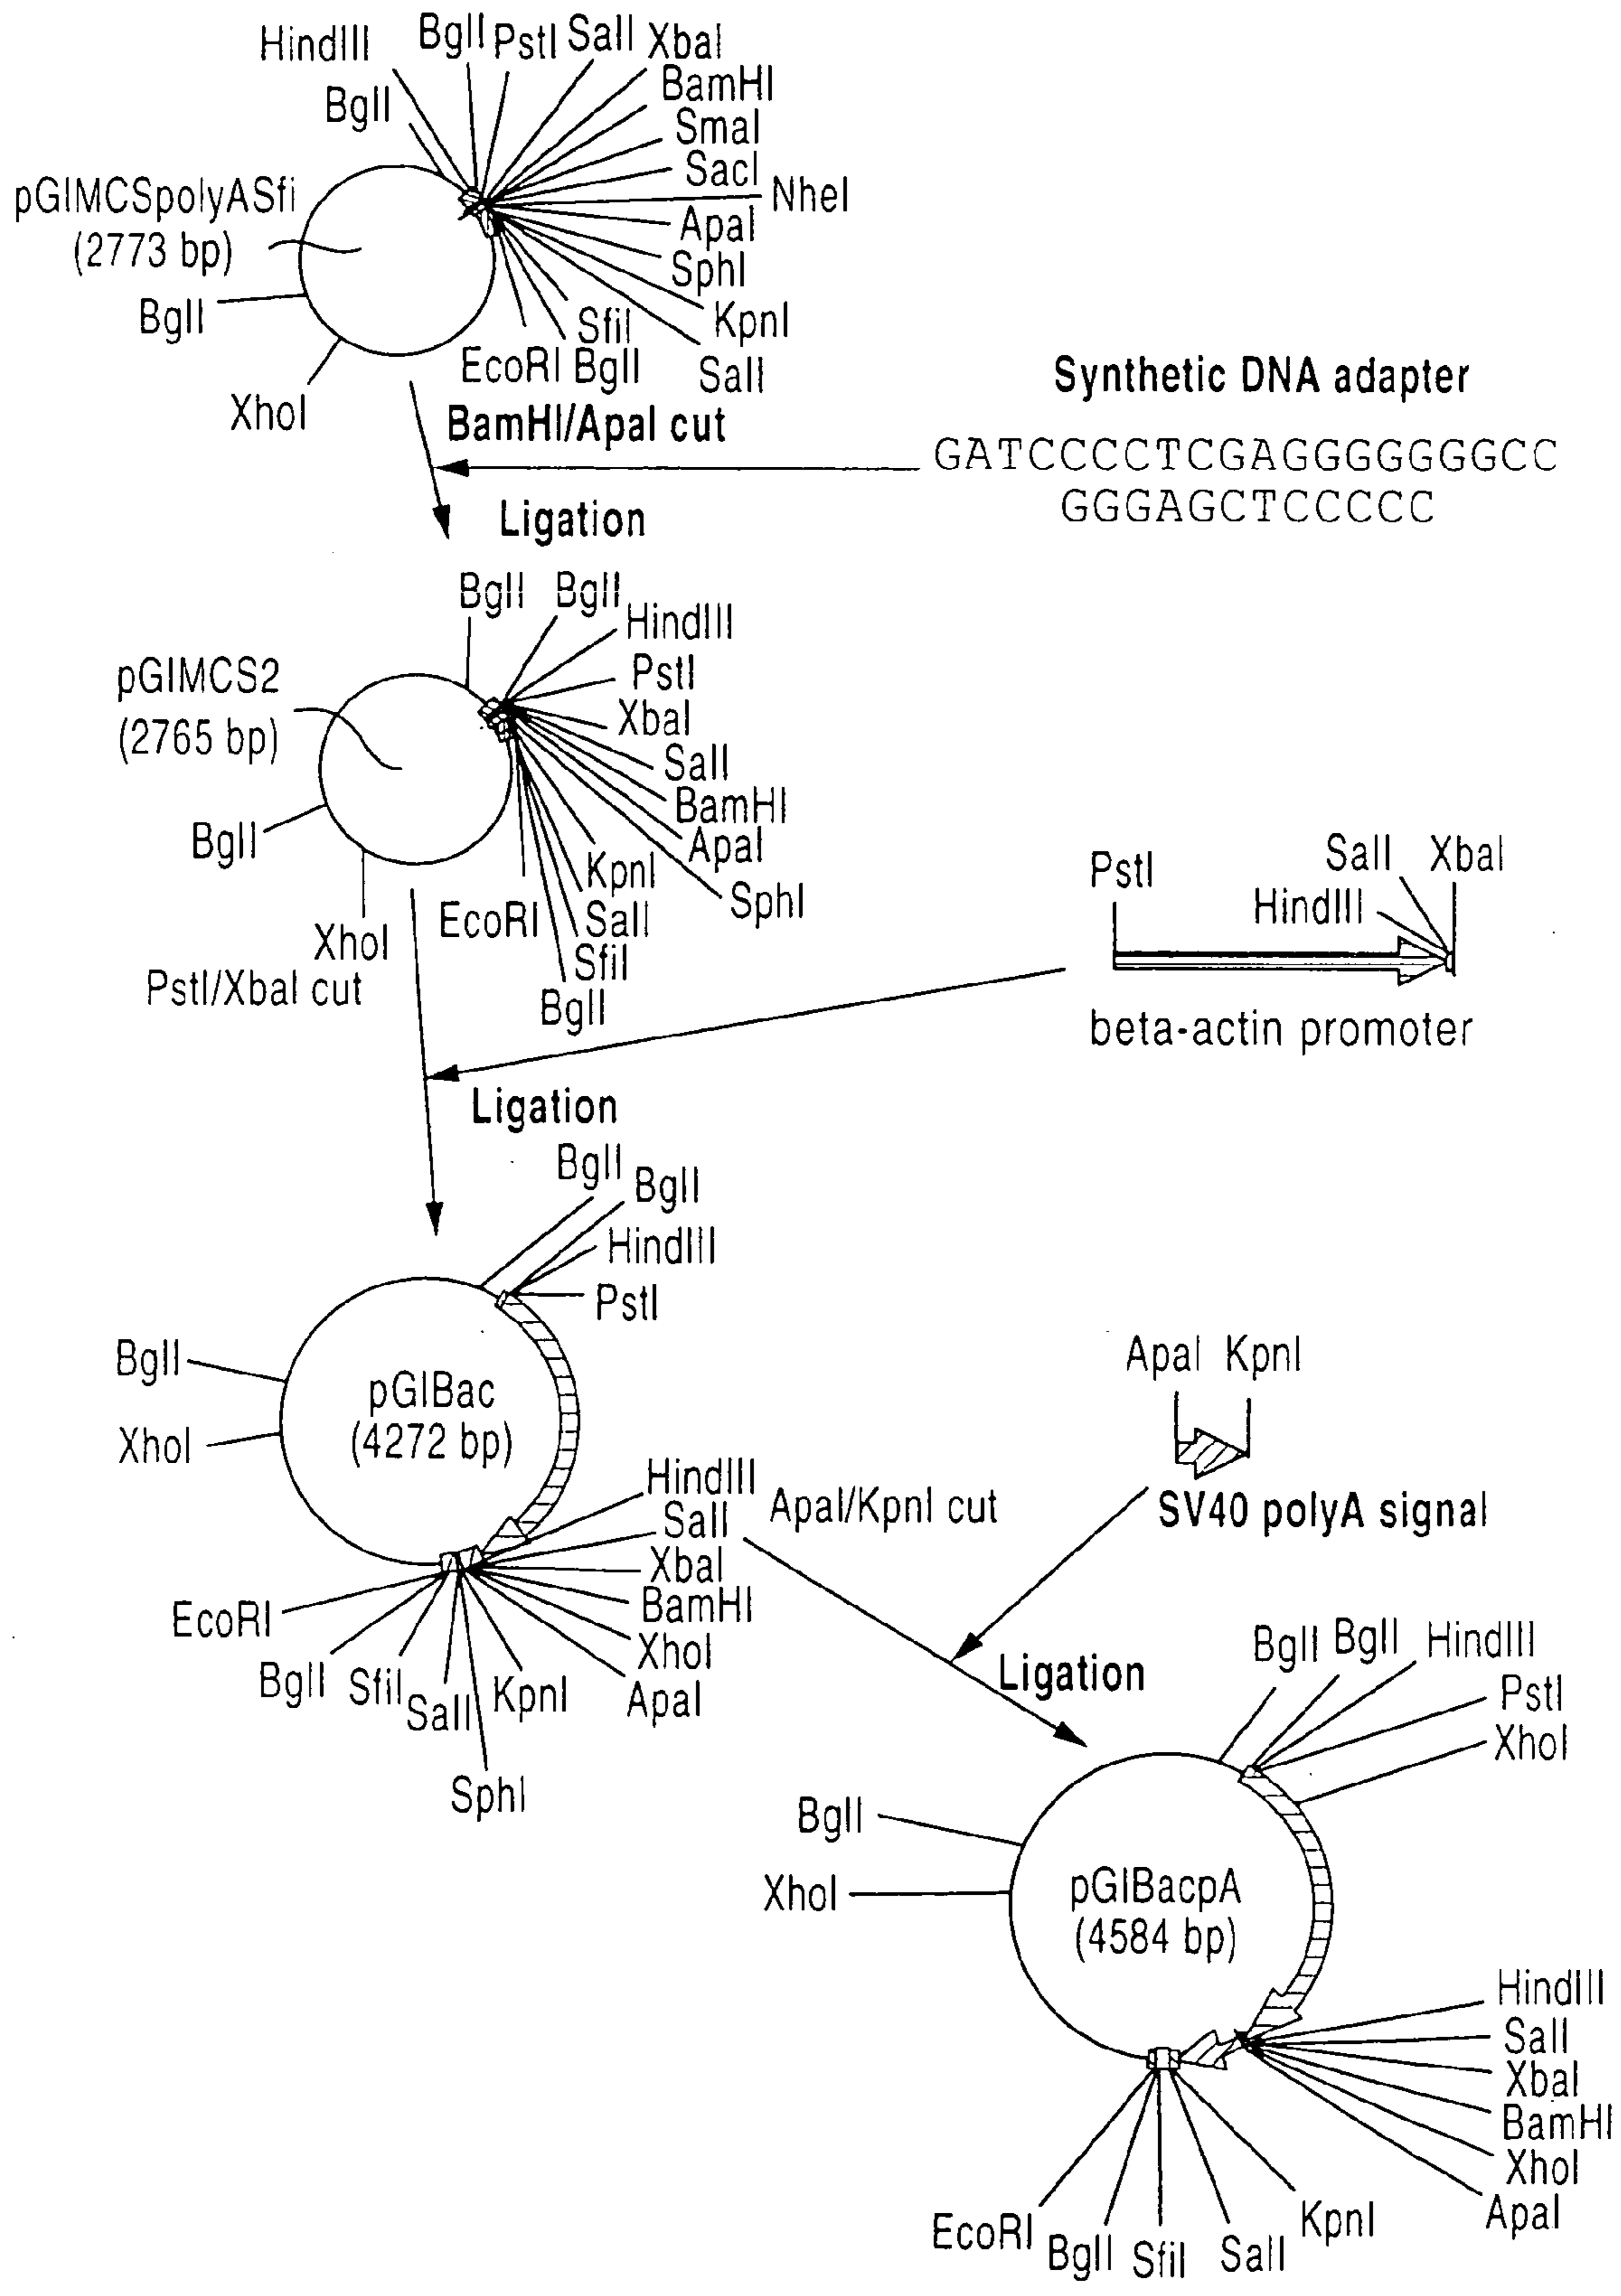 HindIII
BglI
PstI
SalI
XbaI
BglI
BamHI
SmaI
SacI
NheI
pGIMCSpolyASfi
(2773 bp)
ApaI
SphI
KpnI
BglI
SfiI
EcoRI
BglI
SalI
XhoI
BamHI/ApaI cut
Synthetic DNA adapter
GATCCCCTCGAGGGGGGGCC
GGGAGCTCCCCC
Ligation
BglI
BglI
HindIII
pGIMCS2
(2765 bp)
PstI
XbaI
SalI
BamHI
ApaI
SphI
BglI
KpnI
EcoRI
SalI
XhoI
SfiI
PstI/XbaI cut
BglI
PstI
SalI
XbaI
HindIII
beta-actin promoter
Ligation
BglI
BglI
HindIII
PstI
BglI
XhoI
pGIBac
(4272 bp)
HindIII
SalI
XbaI
BamHI
XhoI
ApaI
EcoRI
BglI
SfiI
SalI
KpnI
SphI
ApaI/KpnI cut
ApaI
KpnI
SV40 polyA signal
Ligation
BglI
BglI
HindIII
PstI
XhoI
BglI
XhoI
pGIBacpA
(4584 bp)
HindIII
SalI
XbaI
BamHI
XhoI
ApaI
EcoRI
BglI
SfiI
SalI
KpnI